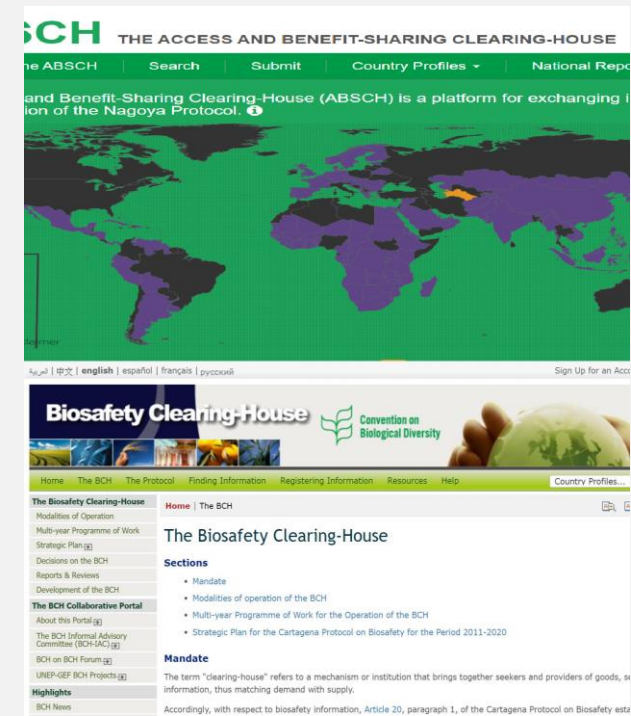 SCH THE ACCESS AND BENEFIT-SHARING CLEARING-HOUSE
he ABSCH Search Submit Country Profiles National Repo
and Benefit-Sharing Clearing-House (ABSCH) is a platform for exchanging i
ion of the Nagoya Protocol.
العربية | 中文 | english | español | français | русский
Sign Up for an Acco
Biosafety Clearing-House
Convention on
Biological Diversity
Home The BCH The Protocol Finding Information Registering Information Resources Help
Country Profiles...
The Biosafety Clearing-House
Modalities of Operation
Multi-year Programme of Work
Strategic Plan
Decisions on the BCH
Reports & Reviews
Development of the BCH
The BCH Collaborative Portal
About this Portal
The BCH Informal Advisory
Committee (BCH-IAC)
BCH on BCH Forum
UNEP-GEF BCH Projects
Highlights
BCH News
Home | The BCH
The Biosafety Clearing-House
Sections
• Mandate
• Modalities of operation of the BCH
• Multi-year Programme of Work for the Operation of the BCH
• Strategic Plan for the Cartagena Protocol on Biosafety for the Period 2011-2020
Mandate
The term "clearing-house" refers to a mechanism or institution that brings together seekers and providers of goods, s
information, thus matching demand with supply.
Accordingly, with respect to biosafety information, Article 20, paragraph 1, of the Cartagena Protocol on Biosafety esta